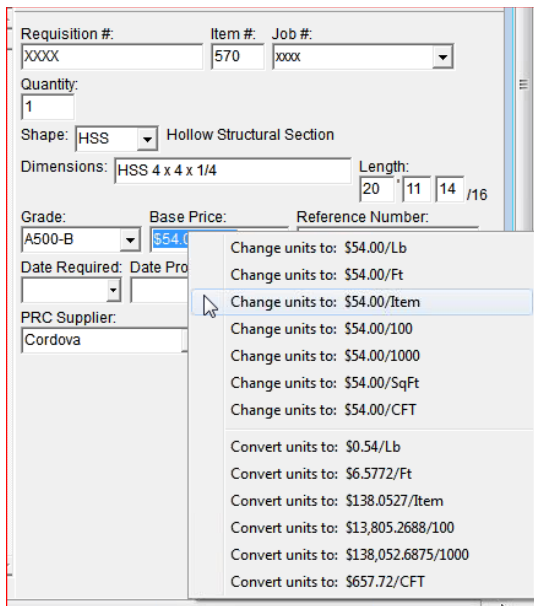 Requisition #: Item #: Job #:
XXXX 570 xxxx
Quantity:
1
Shape: HSS Hollow Structural Section
Dimensions: HSS 4 x 4 x 1/4 Length:
20 ' 11 14 /16
Grade: Base Price: Reference Number:
A500-B $54.0
Date Required: Date Pro
PRC Supplier:
Cordova
Change units to: $54.00/Lb
Change units to: $54.00/Ft
Change units to: $54.00/Item
Change units to: $54.00/100
Change units to: $54.00/1000
Change units to: $54.00/SqFt
Change units to: $54.00/CFT
Convert units to: $0.54/Lb
Convert units to: $6.5772/Ft
Convert units to: $138.0527/Item
Convert units to: $13,805.2688/100
Convert units to: $138,052.6875/1000
Convert units to: $657.72/CFT